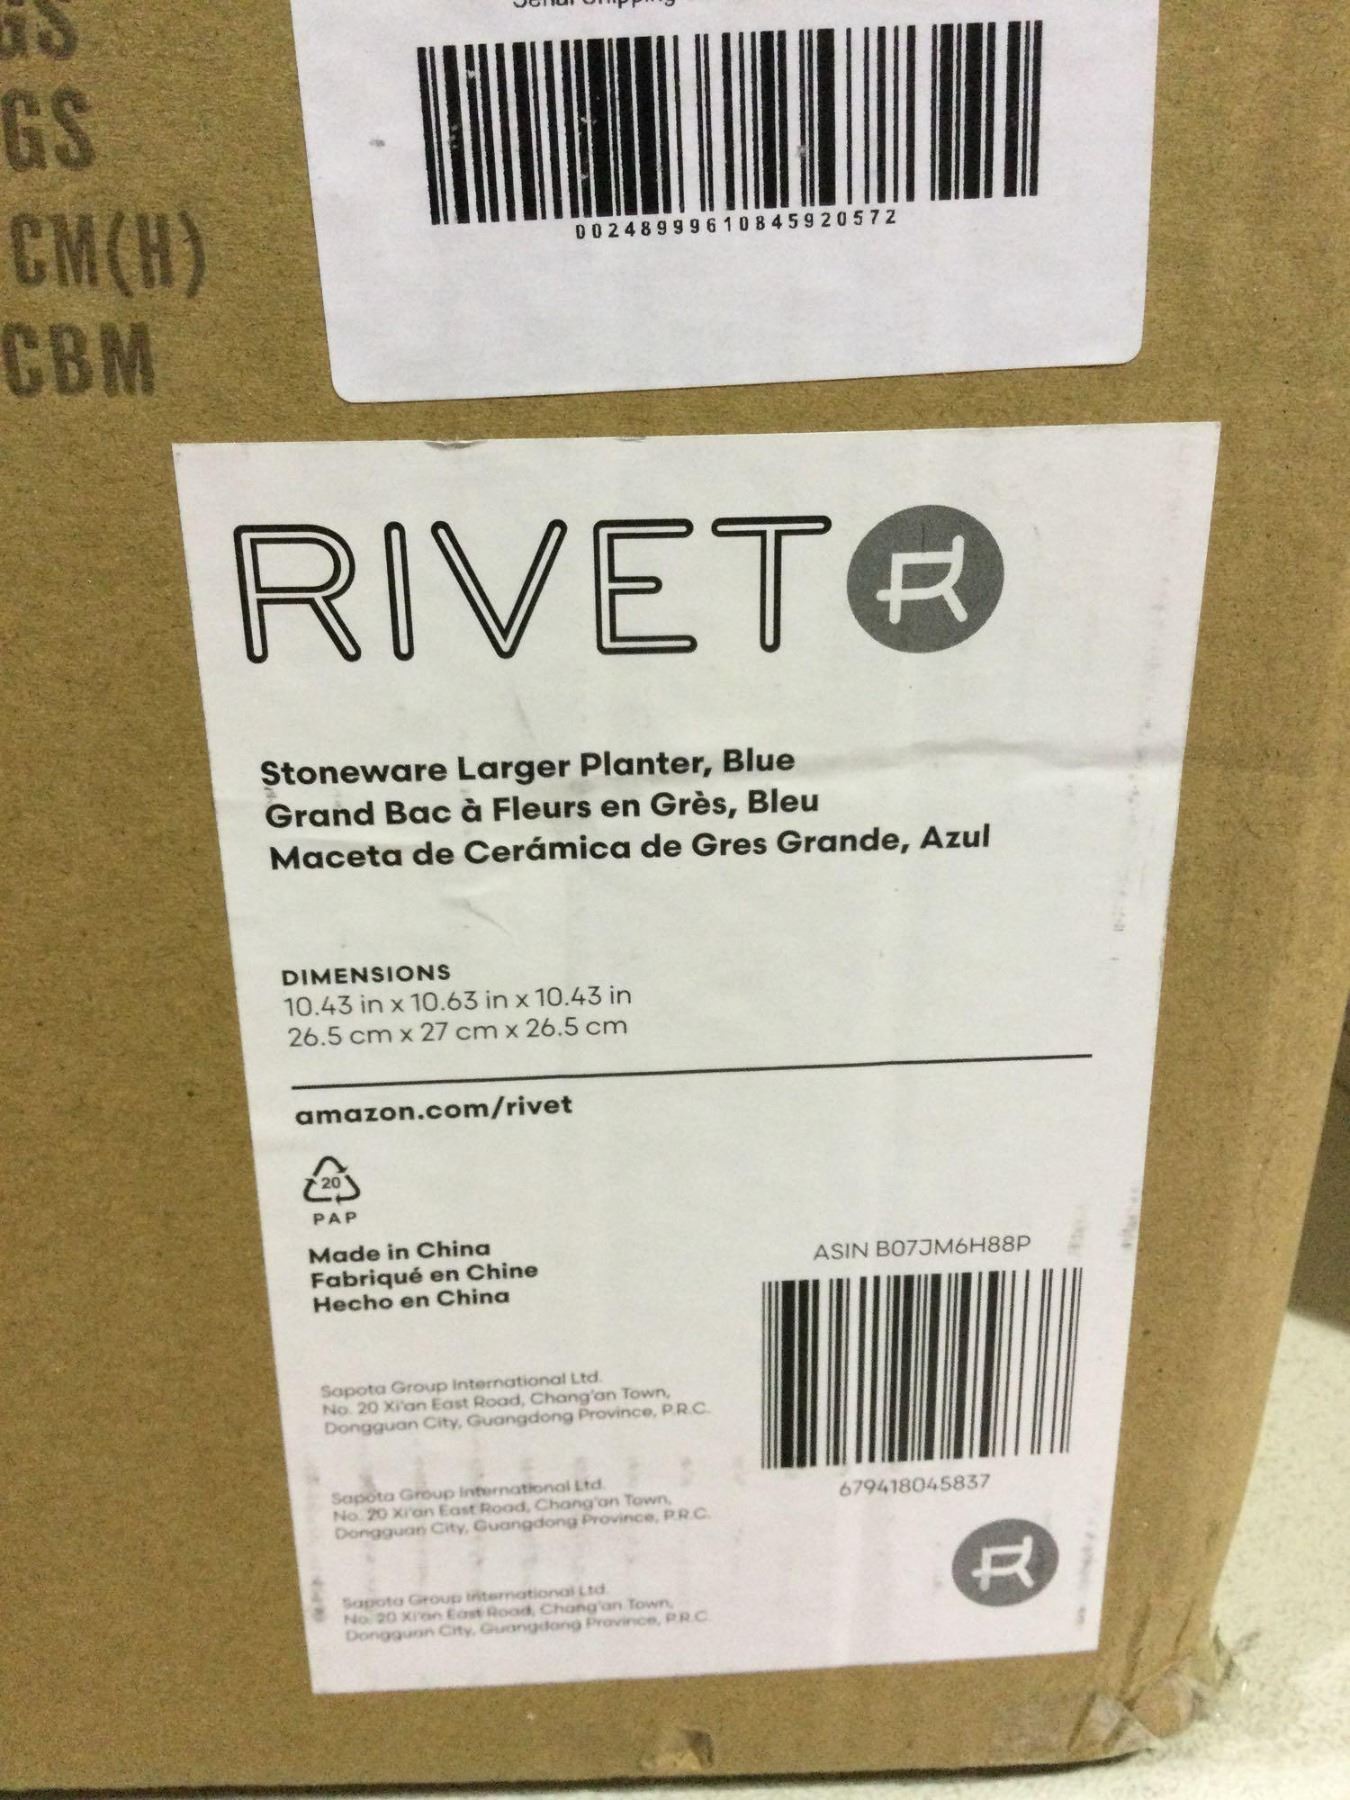 GS
GS
CM(H)
CBM
Serial Shipping
00248999610845920572
RIVET R
Stoneware Larger Planter, Blue
Grand Bac à Fleurs en Grès, Bleu
Maceta de Cerámica de Gres Grande, Azul
DIMENSIONS
10.43 in x 10.63 in x 10.43 in
26.5 cm x 27 cm x 26.5 cm
amazon.com/rivet
20
PAP
Made in China
Fabriqué en Chine
Hecho en China
ASIN B07JM6H88P
679418045837
Sapota Group International Ltd.
No. 20 Xi'an East Road, Chang'an Town,
Dongguan City, Guangdong Province, P.R.C.
Sapota Group International Ltd.
No. 20 Xi'an East Road, Chang'an Town,
Dongguan City, Guangdong Province, P.R.C.
Sapota Group International Ltd.
No. 20 Xi'an East Road, Chang'an Town,
Dongguan City, Guangdong Province, P.R.C
R